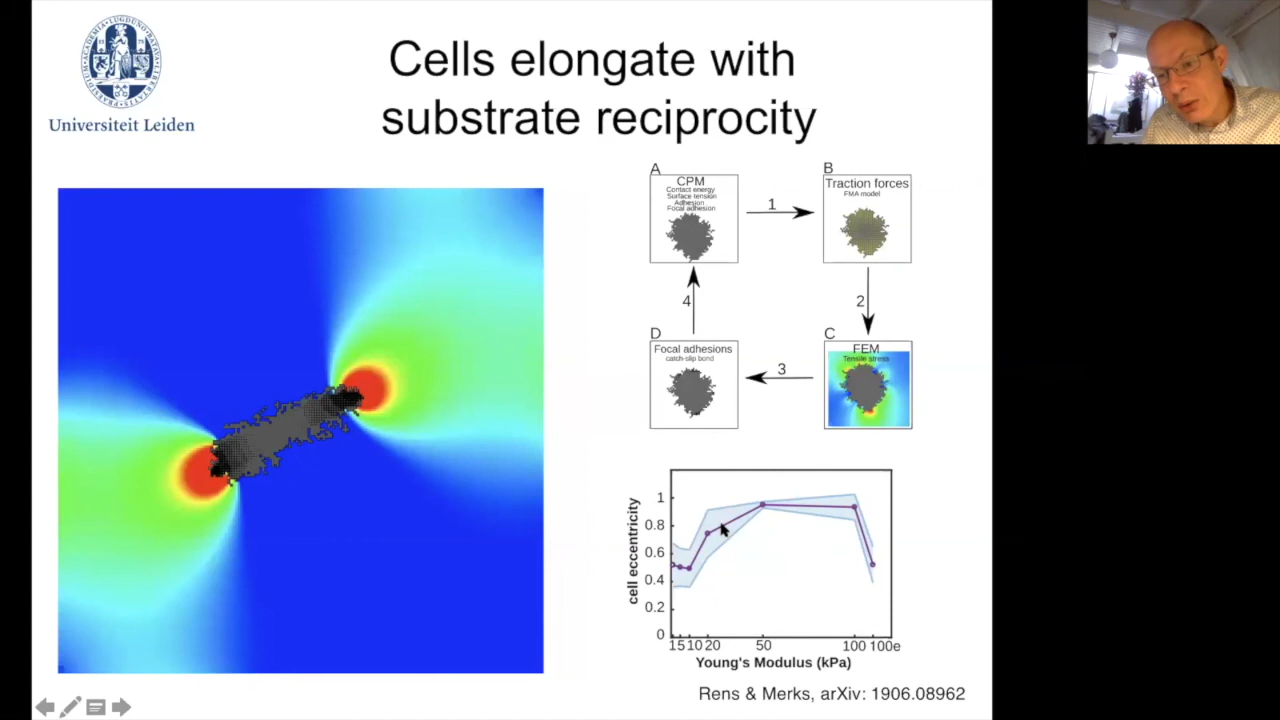 Cells elongate with
substrate reciprocity
Universiteit Leiden
A
CPM
Contact energy
Surface tension
Adhesion
Focal adhesion
1
B
Traction forces
FMA model
4
2
D
Focal adhesions
catch-slip bond
3
C
FEM
Tensile stress
cell eccentricity
1
0.8
0.6
0.4
0.2
0
1 5 10 20 50 100 100e
Young's Modulus (kPa)
Rens & Merks, arXiv: 1906.08962